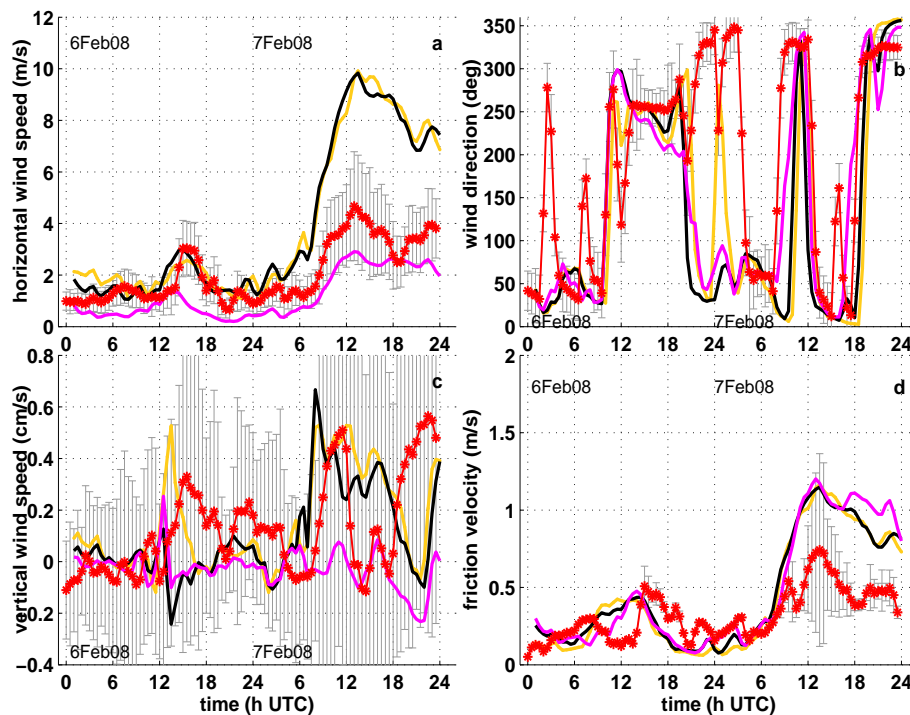 12
10
8
6
4
2
0
horizontal wind speed (m/s)
6Feb08
7Feb08
a
0 6 12 18 24 6 12 18 24
350
300
250
200
150
100
50
0
wind direction (deg)
b
6Feb08
7Feb08
0 6 12 18 24 6 12 18 24
0.8
0.6
0.4
0.2
0
−0.2
−0.4
vertical wind speed (cm/s)
c
6Feb08
7Feb08
0 6 12 18 24 6 12 18 24
time (h UTC)
2
1.5
1
0.5
0
friction velocity (m/s)
6Feb08
7Feb08
d
0 6 12 18 24 6 12 18 24
time (h UTC)